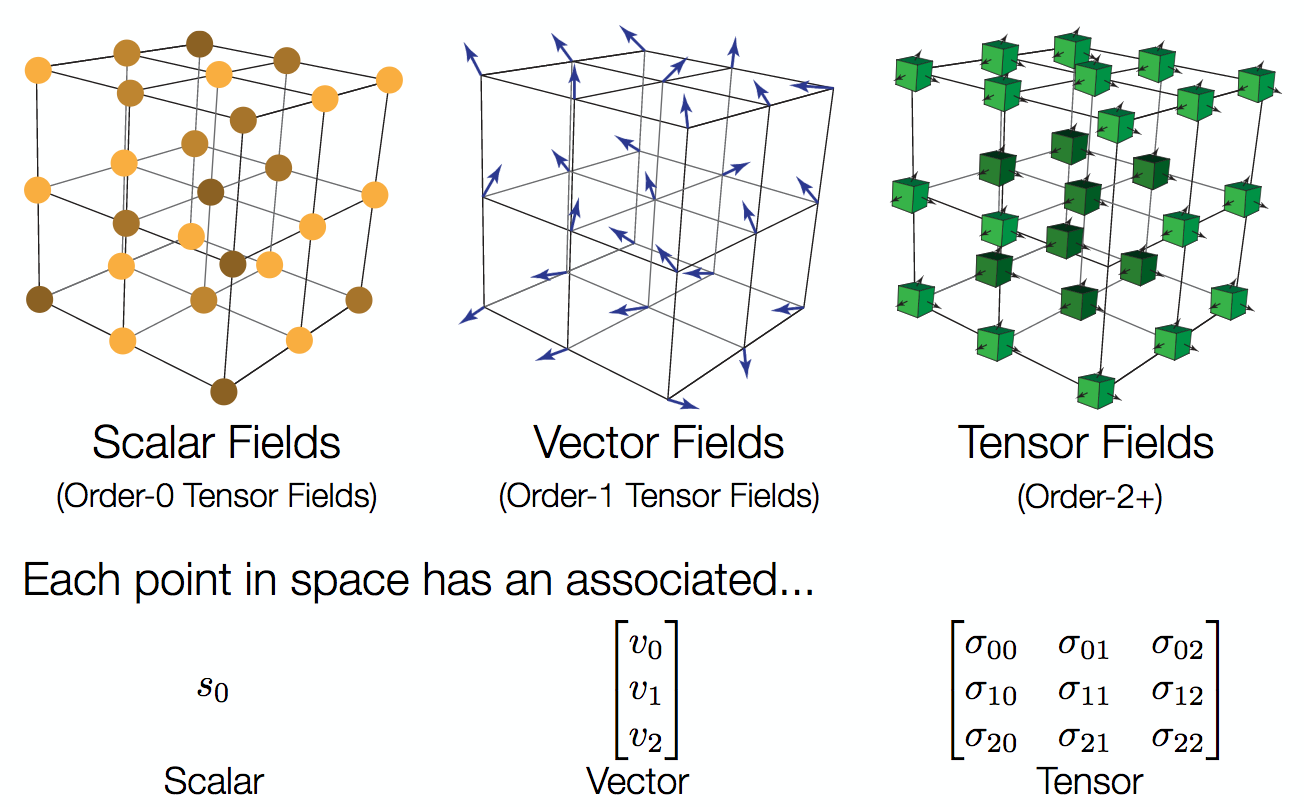 Scalar Fields
(Order-0 Tensor Fields)
Vector Fields
(Order-1 Tensor Fields)
Tensor Fields
(Order-2+)
Each point in space has an associated...
s₀
Scalar
v₀
v₁
v₂
Vector
σ₀₀ σ₀₁ σ₀₂
σ₁₀ σ₁₁ σ₁₂
σ₂₀ σ₂₁ σ₂₂
Tensor